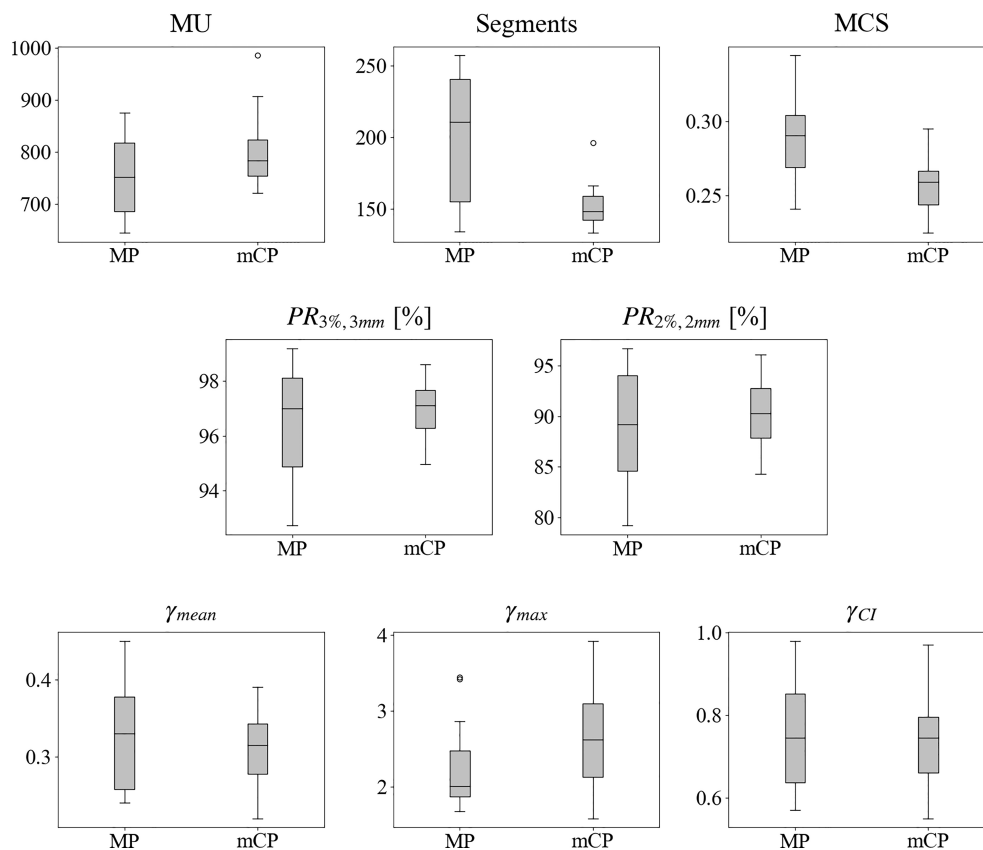 MU
Segments
MCS
1000
900
800
700
MP
mCP
250
200
150
MP
mCP
0.30
0.25
MP
mCP
PR3%, 3mm [%]
PR2%, 2mm [%]
98
96
94
MP
mCP
95
90
85
80
MP
mCP
γmean
γmax
γCI
0.4
0.3
MP
mCP
4
3
2
MP
mCP
1.0
0.8
0.6
MP
mCP